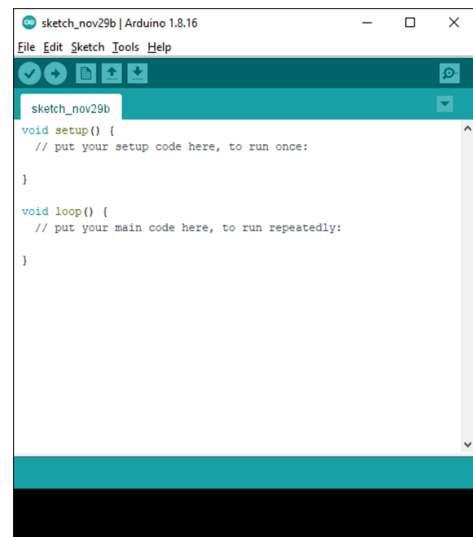 sketch_nov29b | Arduino 1.8.16
File Edit Sketch Tools Help
sketch_nov29b
void setup() {
  // put your setup code here, to run once:
}
void loop() {
  // put your main code here, to run repeatedly:
}